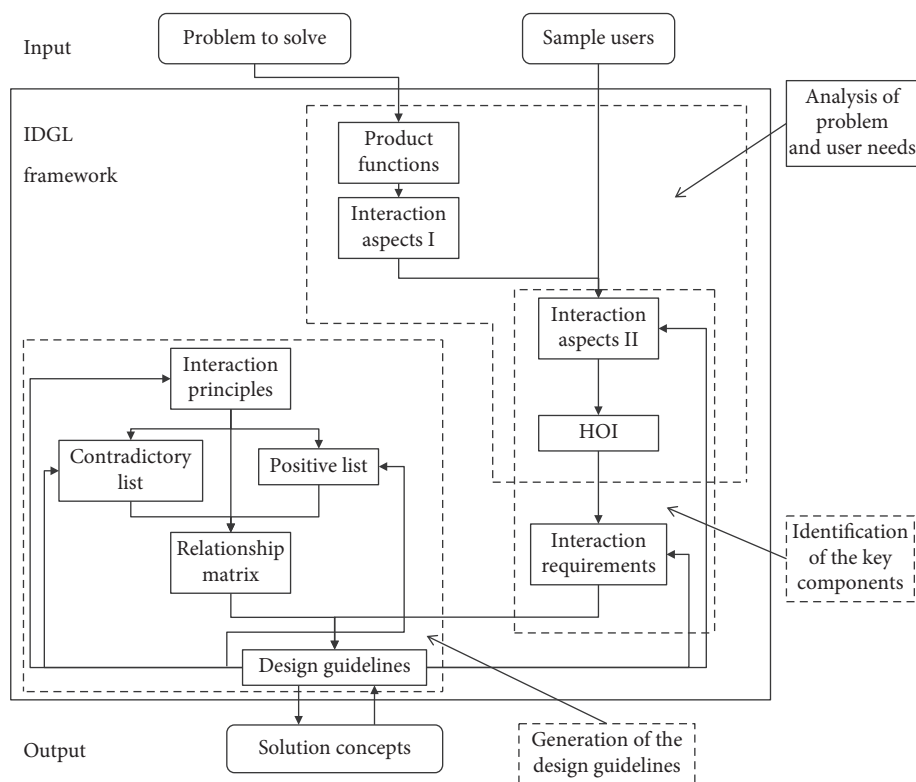 Problem to solve
Sample users
Input
IDGL
framework
Analysis of
problem
and user needs
Product
functions
Interaction
aspects I
Interaction
aspects II
HOI
Interaction
requirements
Identification
of the key
components
Interaction
principles
Contradictory
list
Positive list
Relationship
matrix
Design guidelines
Output
Solution concepts
Generation of the
design guidelines